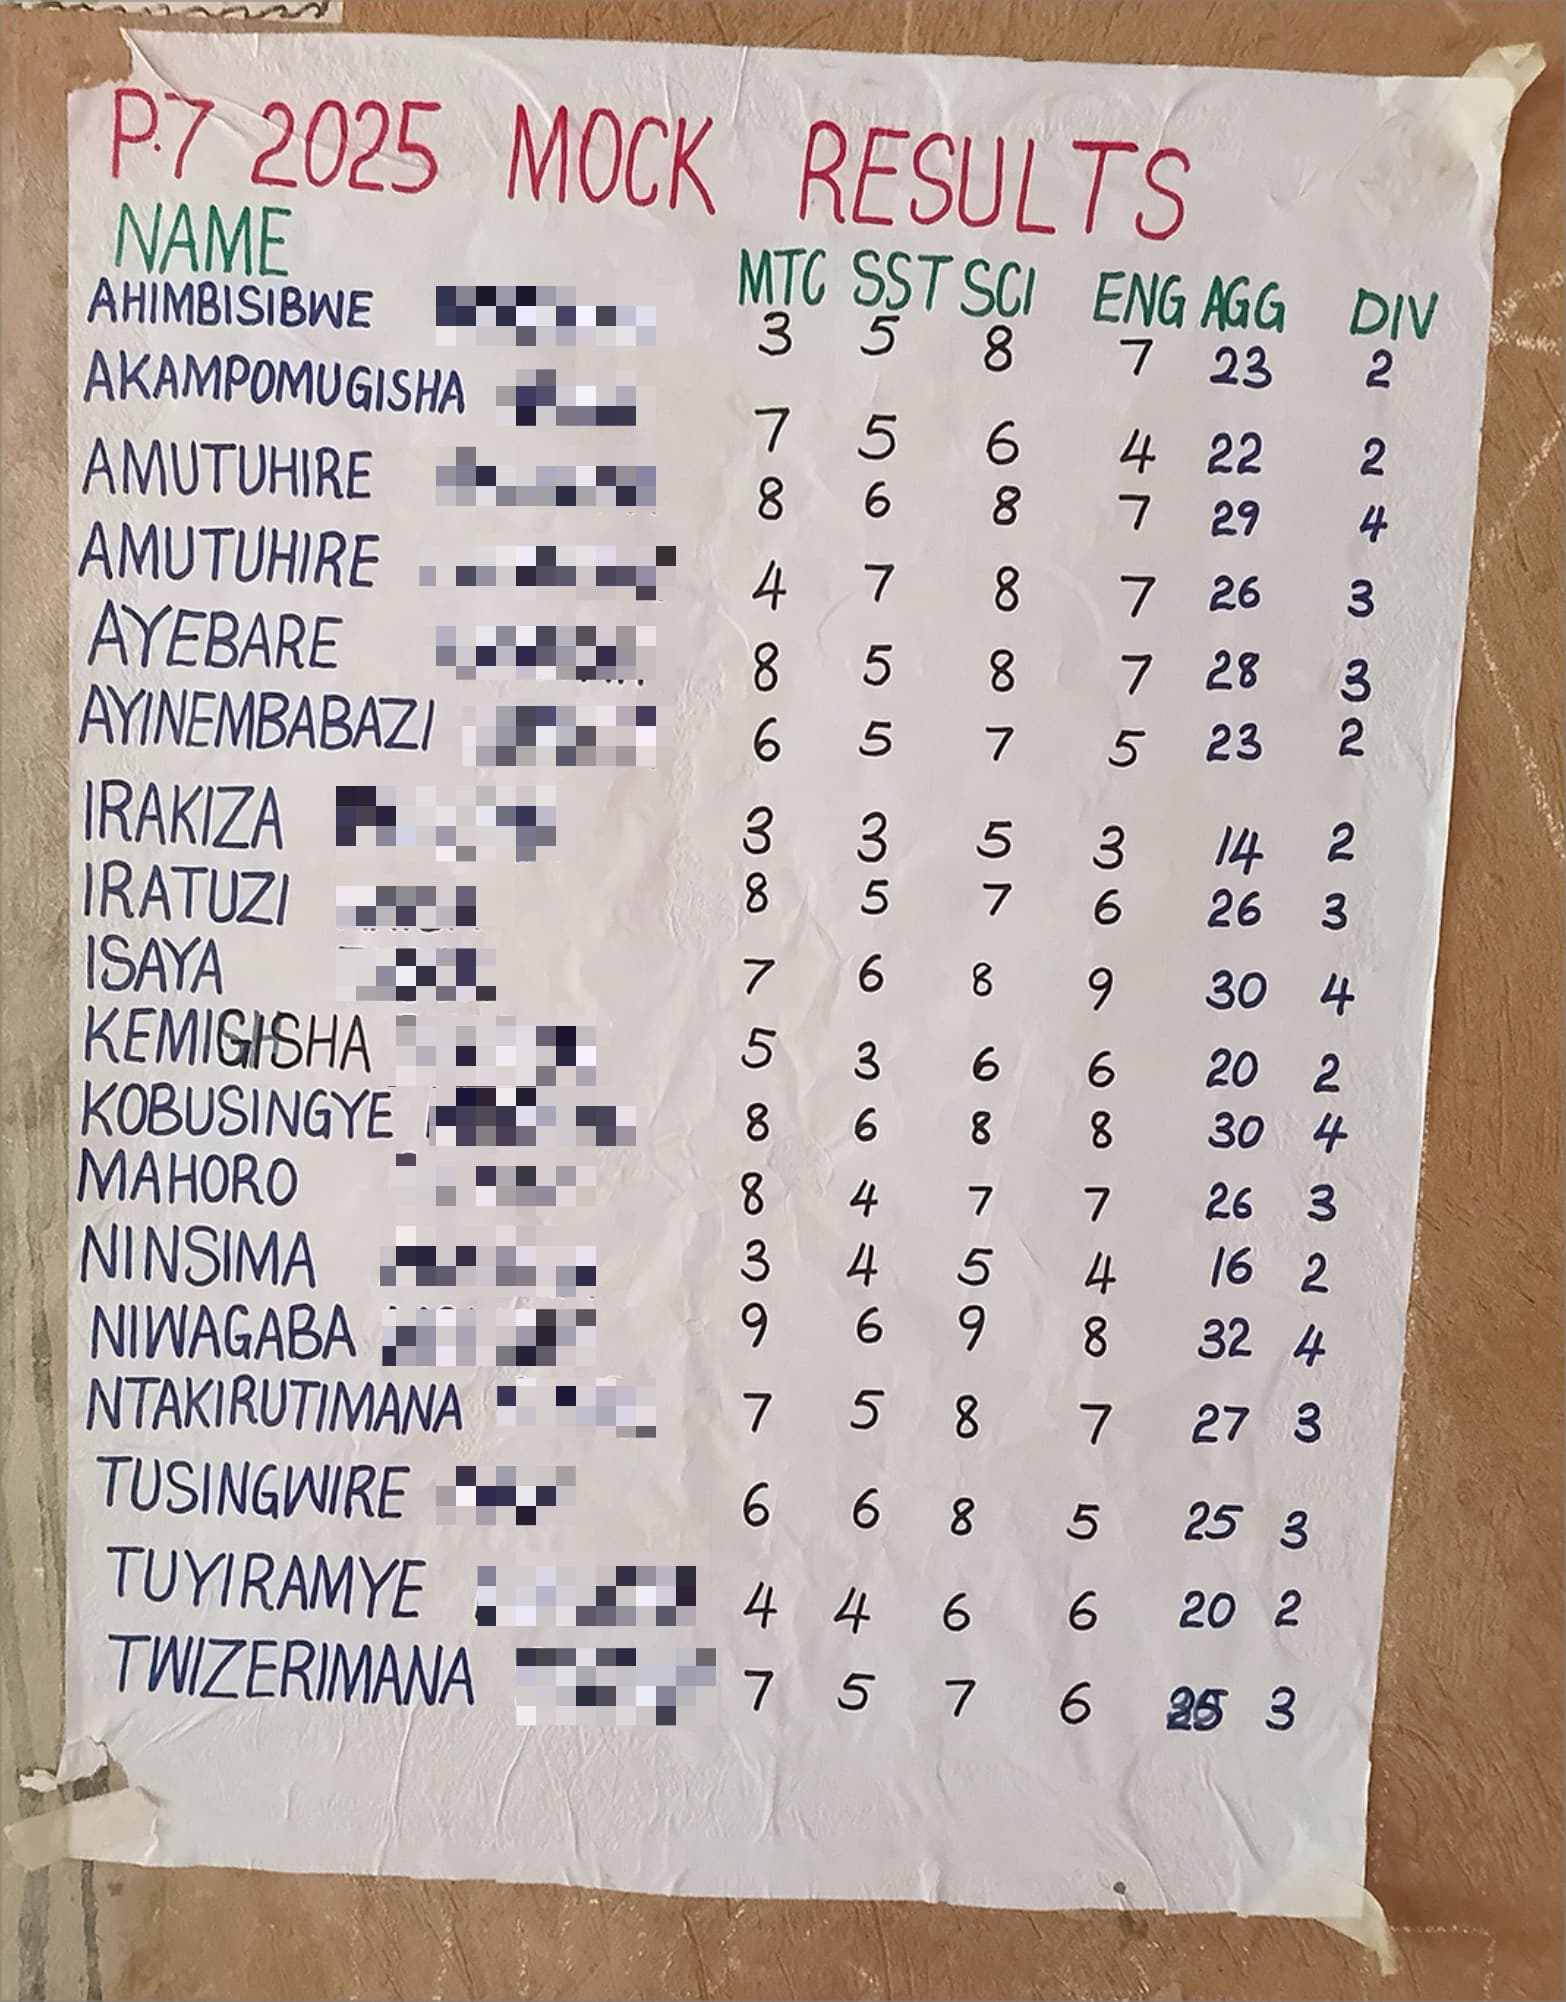 P.7 2025 MOCK RESULTS
NAME MTC SST SCI ENG AGG DIV
AHIMBISIBWE 3 5 8 7 23 2
AKAMPOMUGISHA 7 5 6 4 22 2
AMUTUHIRE 8 6 8 7 29 4
AMUTUHIRE 4 7 8 7 26 3
AYEBARE 8 5 8 7 28 3
AYINEMBABAZI 6 5 7 5 23 2
IRAKIZA 3 3 5 3 14 2
IRATUZI 8 5 7 6 26 3
ISAYA 7 6 8 9 30 4
KEMIGISHA 5 3 6 6 20 2
KOBUSINGYE 8 6 8 8 30 4
MAHORO 8 4 7 7 26 3
NINSIMA 3 4 5 4 16 2
NIWAGABA 9 6 9 8 32 4
NTAKIRUTIMANA 7 5 8 7 27 3
TUSINGWIRE 6 6 8 5 25 3
TUYIRAMYE 4 4 6 6 20 2
TWIZERIMANA 7 5 7 6 25 3